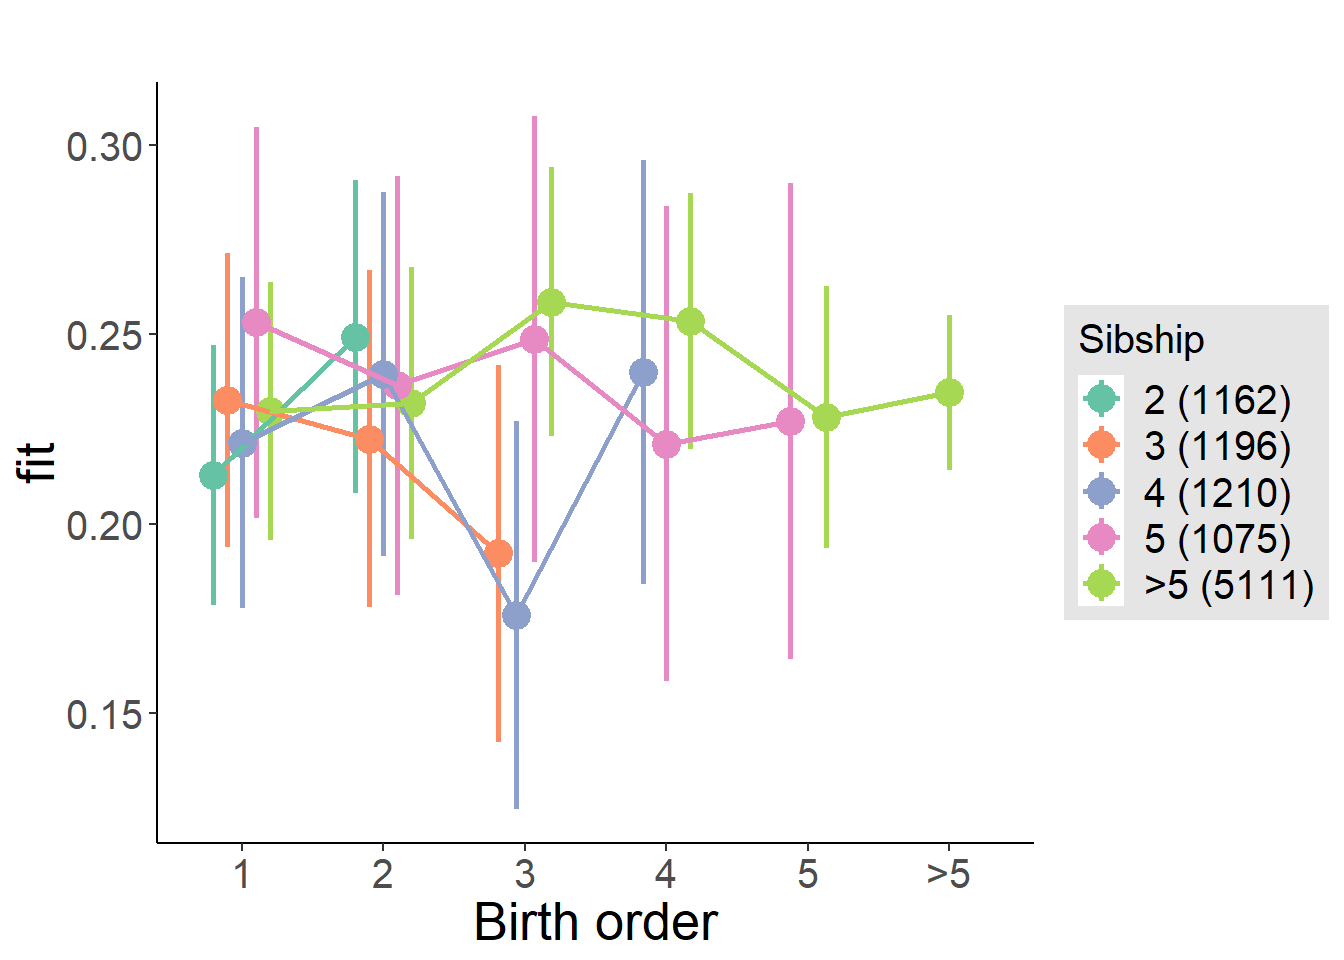 0.30
0.25
0.20
0.15
fit
1 2 3 4 5 >5
Birth order
Sibship
2 (1162)
3 (1196)
4 (1210)
5 (1075)
>5 (5111)